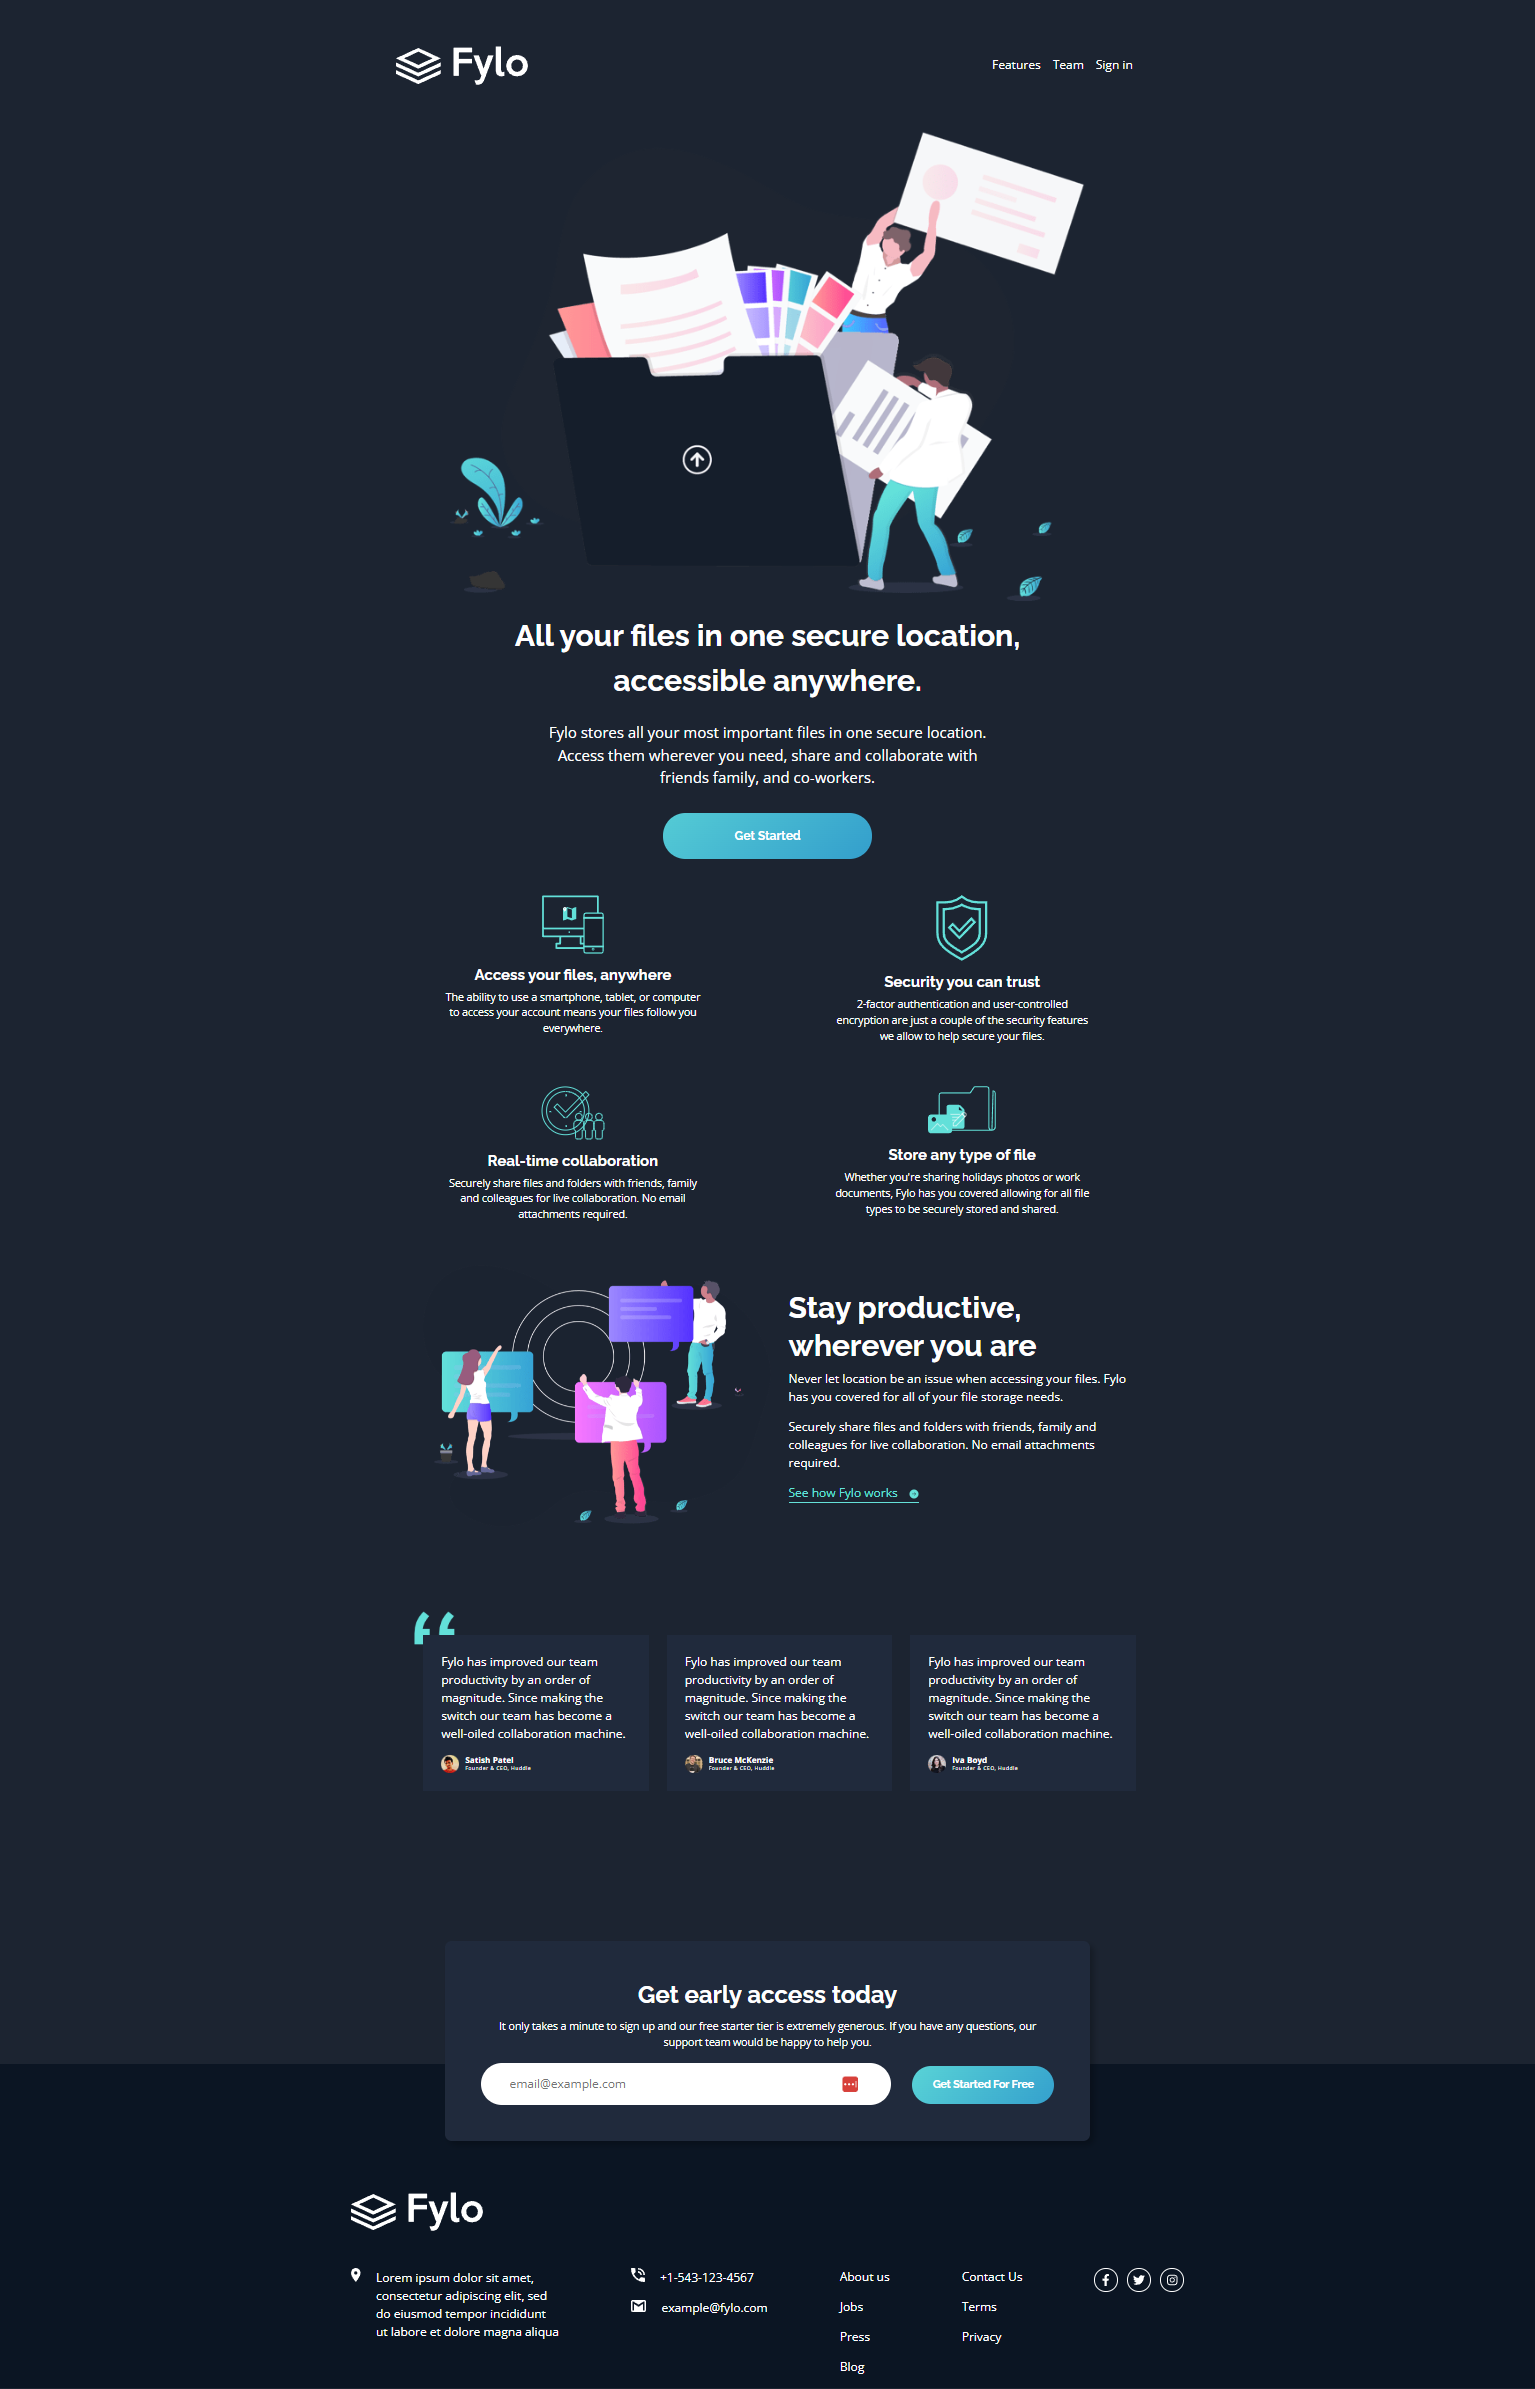 Fylo
Features Team Sign in
All your files in one secure location,
accessible anywhere.
Fylo stores all your most important files in one secure location.
Access them wherever you need, share and collaborate with
friends family, and co-workers.
Get Started
Access your files, anywhere
The ability to use a smartphone, tablet, or computer
to access your account means your files follow you
everywhere.
Security you can trust
2-factor authentication and user-controlled
encryption are just a couple of the security features
we allow to help secure your files.
Real-time collaboration
Securely share files and folders with friends, family
and colleagues for live collaboration. No email
attachments required.
Store any type of file
Whether you're sharing holidays photos or work
documents, Fylo has you covered allowing for all file
types to be securely stored and shared.
Stay productive,
wherever you are
Never let location be an issue when accessing your files. Fylo
has you covered for all of your file storage needs.
Securely share files and folders with friends, family and
colleagues for live collaboration. No email attachments
required.
See how Fylo works
Fylo has improved our team
productivity by an order of
magnitude. Since making the
switch our team has become a
well-oiled collaboration machine.
Satish Patel
Founder & CEO, Huddle
Fylo has improved our team
productivity by an order of
magnitude. Since making the
switch our team has become a
well-oiled collaboration machine.
Bruce McKenzie
Founder & CEO, Huddle
Fylo has improved our team
productivity by an order of
magnitude. Since making the
switch our team has become a
well-oiled collaboration machine.
Iva Boyd
Founder & CEO, Huddle
Get early access today
It only takes a minute to sign up and our free starter tier is extremely generous. If you have any questions, our
support team would be happy to help you.
email@example.com
Get Started For Free
Fylo
Lorem ipsum dolor sit amet,
consectetur adipiscing elit, sed
do eiusmod tempor incididunt
ut labore et dolore magna aliqua
+1-543-123-4567
example@fylo.com
About us
Jobs
Press
Blog
Contact Us
Terms
Privacy